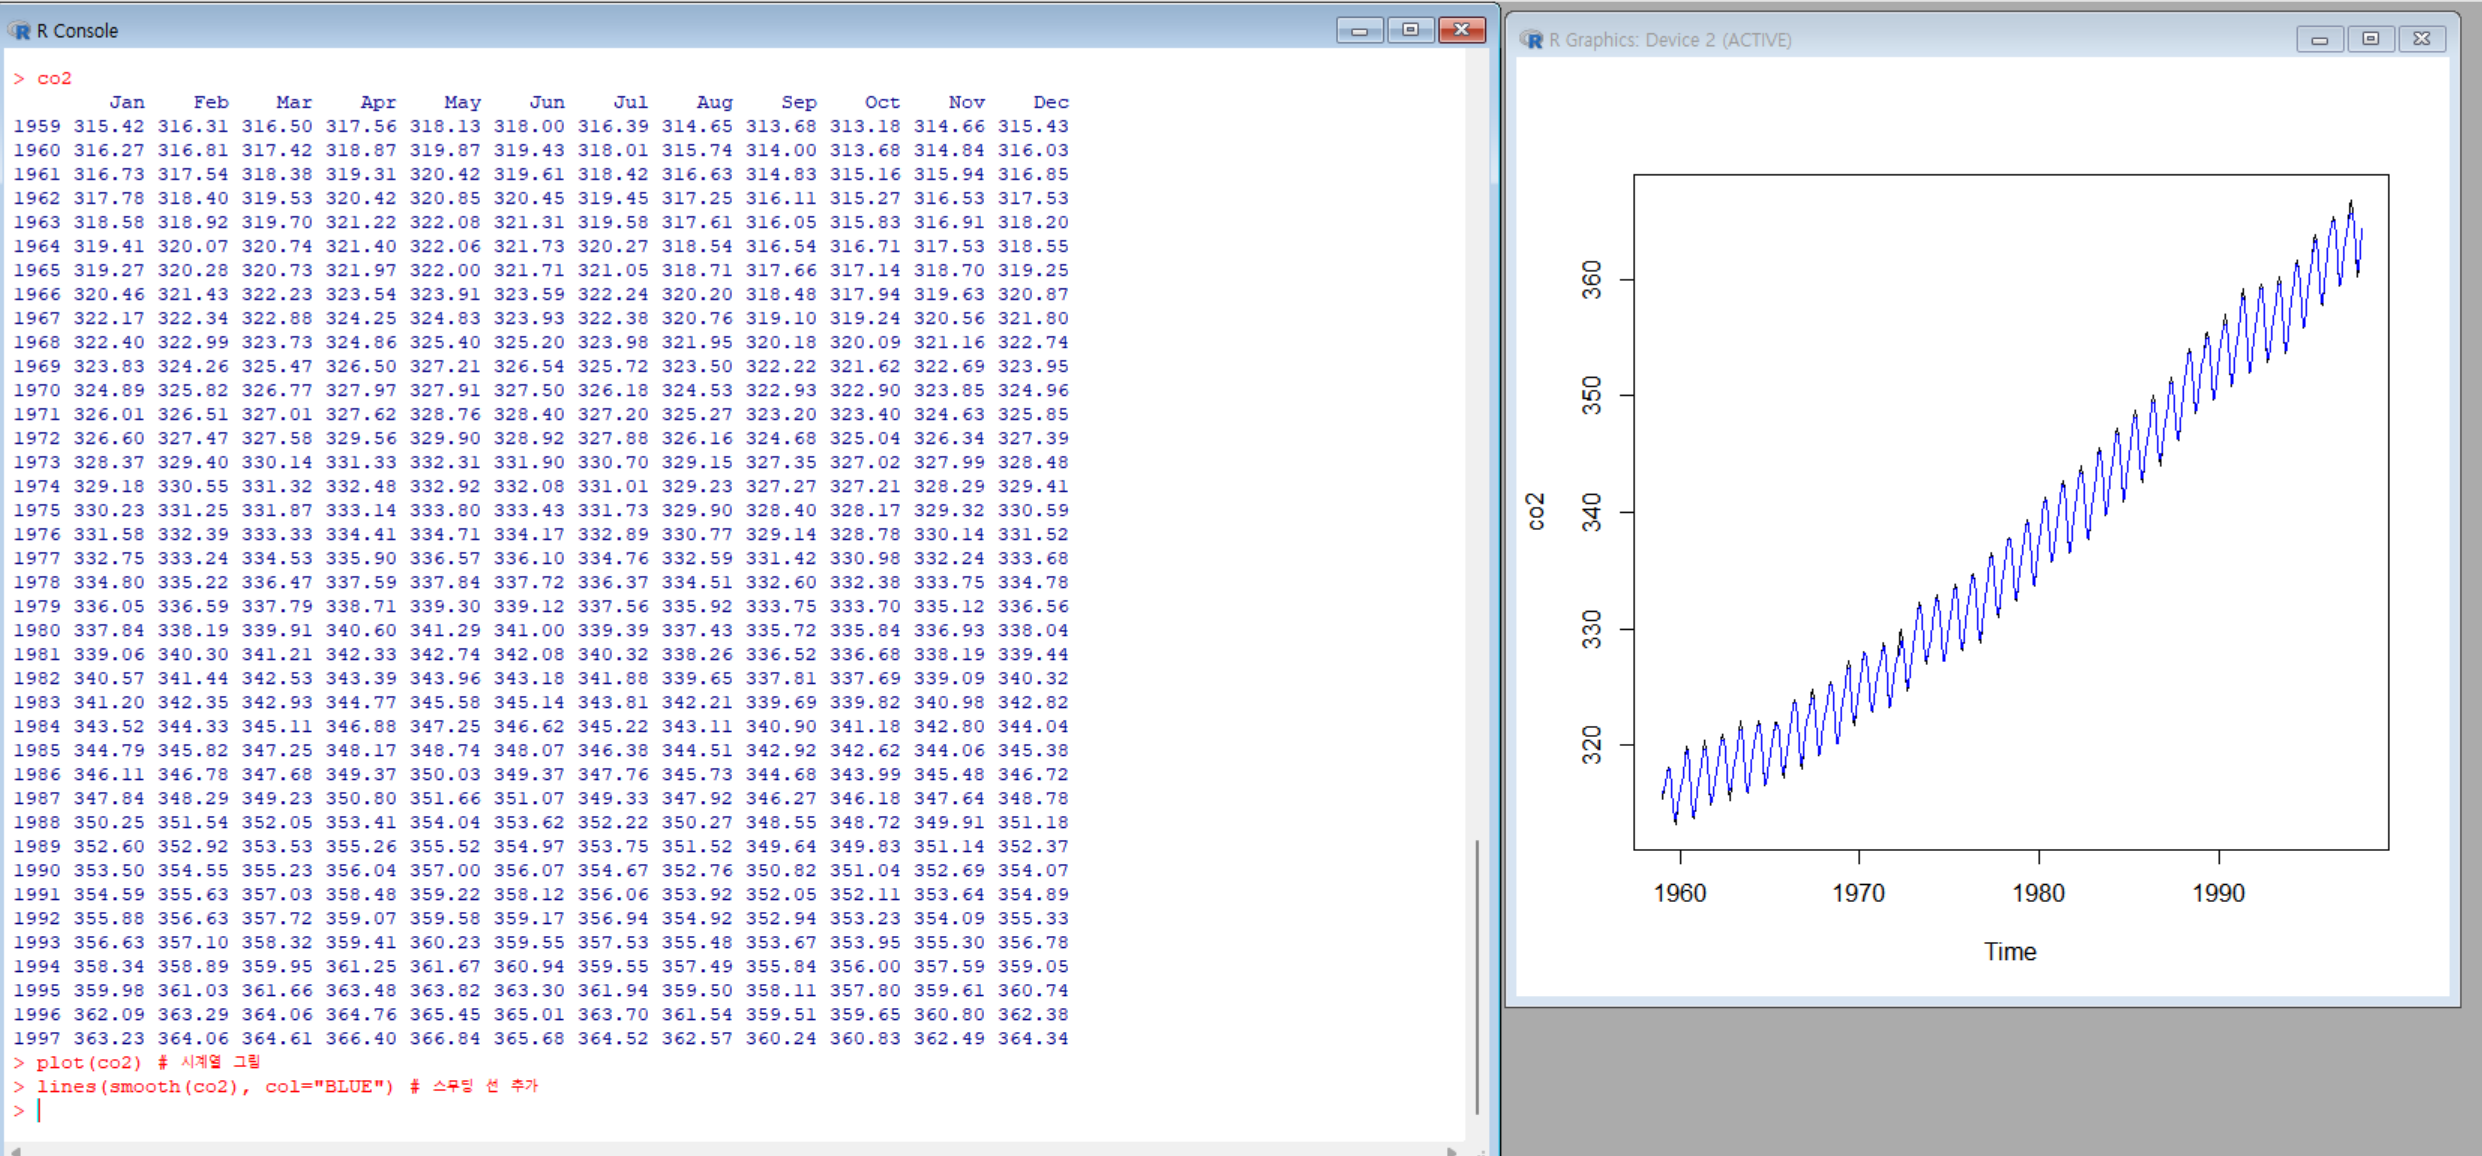 R Console
> co2
Jan Feb Mar Apr May Jun Jul Aug Sep Oct Nov Dec
1959 315.42 316.31 316.50 317.56 318.13 318.00 316.39 314.65 313.68 313.18 314.66 315.43
1960 316.27 316.81 317.42 318.87 319.87 319.43 318.01 315.74 314.00 313.68 314.84 316.03
1961 316.73 317.54 318.38 319.31 320.42 319.61 318.42 316.63 314.83 315.16 315.94 316.85
1962 317.78 318.40 319.53 320.42 320.85 320.45 319.45 317.25 316.11 315.27 316.53 317.53
1963 318.58 318.92 319.70 321.22 322.08 321.31 319.58 317.61 316.05 315.83 316.91 318.20
1964 319.41 320.07 320.74 321.40 322.06 321.73 320.27 318.54 316.54 316.71 317.53 318.55
1965 319.27 320.28 320.73 321.97 322.00 321.71 321.05 318.71 317.66 317.14 318.70 319.25
1966 320.46 321.43 322.23 323.54 323.91 323.59 322.24 320.20 318.48 317.94 319.63 320.87
1967 322.17 322.34 322.88 324.25 324.83 323.93 322.38 320.76 319.10 319.24 320.56 321.80
1968 322.40 322.99 323.73 324.86 325.40 325.20 323.98 321.95 320.18 320.09 321.16 322.74
1969 323.83 324.26 325.47 326.50 327.21 326.54 325.72 323.50 322.22 321.62 322.69 323.95
1970 324.89 325.82 326.77 327.97 327.91 327.50 326.18 324.53 322.93 322.90 323.85 324.96
1971 326.01 326.51 327.01 327.62 328.76 328.40 327.20 325.27 323.20 323.40 324.63 325.85
1972 326.60 327.47 327.58 329.56 329.90 328.92 327.88 326.16 324.68 325.04 326.34 327.39
1973 328.37 329.40 330.14 331.33 332.31 331.90 330.70 329.15 327.35 327.02 327.99 328.48
1974 329.18 330.55 331.32 332.48 332.92 332.08 331.01 329.23 327.27 327.21 328.29 329.41
1975 330.23 331.25 331.87 333.14 333.80 333.43 331.73 329.90 328.40 328.17 329.32 330.59
1976 331.58 332.39 333.33 334.41 334.71 334.17 332.89 330.77 329.14 328.78 330.14 331.52
1977 332.75 333.24 334.53 335.90 336.57 336.10 334.76 332.59 331.42 330.98 332.24 333.68
1978 334.80 335.22 336.47 337.59 337.84 337.72 336.37 334.51 332.60 332.38 333.75 334.78
1979 336.05 336.59 337.79 338.71 339.30 339.12 337.56 335.92 333.75 333.70 335.12 336.56
1980 337.84 338.19 339.91 340.60 341.29 341.00 339.39 337.43 335.72 335.84 336.93 338.04
1981 339.06 340.30 341.21 342.33 342.74 342.08 340.32 338.26 336.52 336.68 338.19 339.44
1982 340.57 341.44 342.53 343.39 343.96 343.18 341.88 339.65 337.81 337.69 339.09 340.32
1983 341.20 342.35 342.93 344.77 345.58 345.14 343.81 342.21 339.69 339.82 340.98 342.82
1984 343.52 344.33 345.11 346.88 347.25 346.62 345.22 343.11 340.90 341.18 342.80 344.04
1985 344.79 345.82 347.25 348.17 348.74 348.07 346.38 344.51 342.92 342.62 344.06 345.38
1986 346.11 346.78 347.68 349.37 350.03 349.37 347.76 345.73 344.68 343.99 345.48 346.72
1987 347.84 348.29 349.23 350.80 351.66 351.07 349.33 347.92 346.27 346.18 347.64 348.78
1988 350.25 351.54 352.05 353.41 354.04 353.62 352.22 350.27 348.55 348.72 349.91 351.18
1989 352.60 352.92 353.53 355.26 355.52 354.97 353.75 351.52 349.64 349.83 351.14 352.37
1990 353.50 354.55 355.23 356.04 357.00 356.07 354.67 352.76 350.82 351.04 352.69 354.07
1991 354.59 355.63 357.03 358.48 359.22 358.12 356.06 353.92 352.05 352.11 353.64 354.89
1992 355.88 356.63 357.72 359.07 359.58 359.17 356.94 354.92 352.94 353.23 354.09 355.33
1993 356.63 357.10 358.32 359.41 360.23 359.55 357.53 355.48 353.67 353.95 355.30 356.78
1994 358.34 358.89 359.95 361.25 361.67 360.94 359.55 357.49 355.84 356.00 357.59 359.05
1995 359.98 361.03 361.66 363.48 363.82 363.30 361.94 359.50 358.11 357.80 359.61 360.74
1996 362.09 363.29 364.06 364.76 365.45 365.01 363.70 361.54 359.51 359.65 360.80 362.38
1997 363.23 364.06 364.61 366.40 366.84 365.68 364.52 362.57 360.24 360.83 362.49 364.34
> plot(co2) # 시계열 그림
> lines(smooth(co2), col="BLUE") # 스무딩 선 추가
>
R Graphics: Device 2 (ACTIVE)
360
350
340
330
320
co2
1960 1970 1980 1990
Time